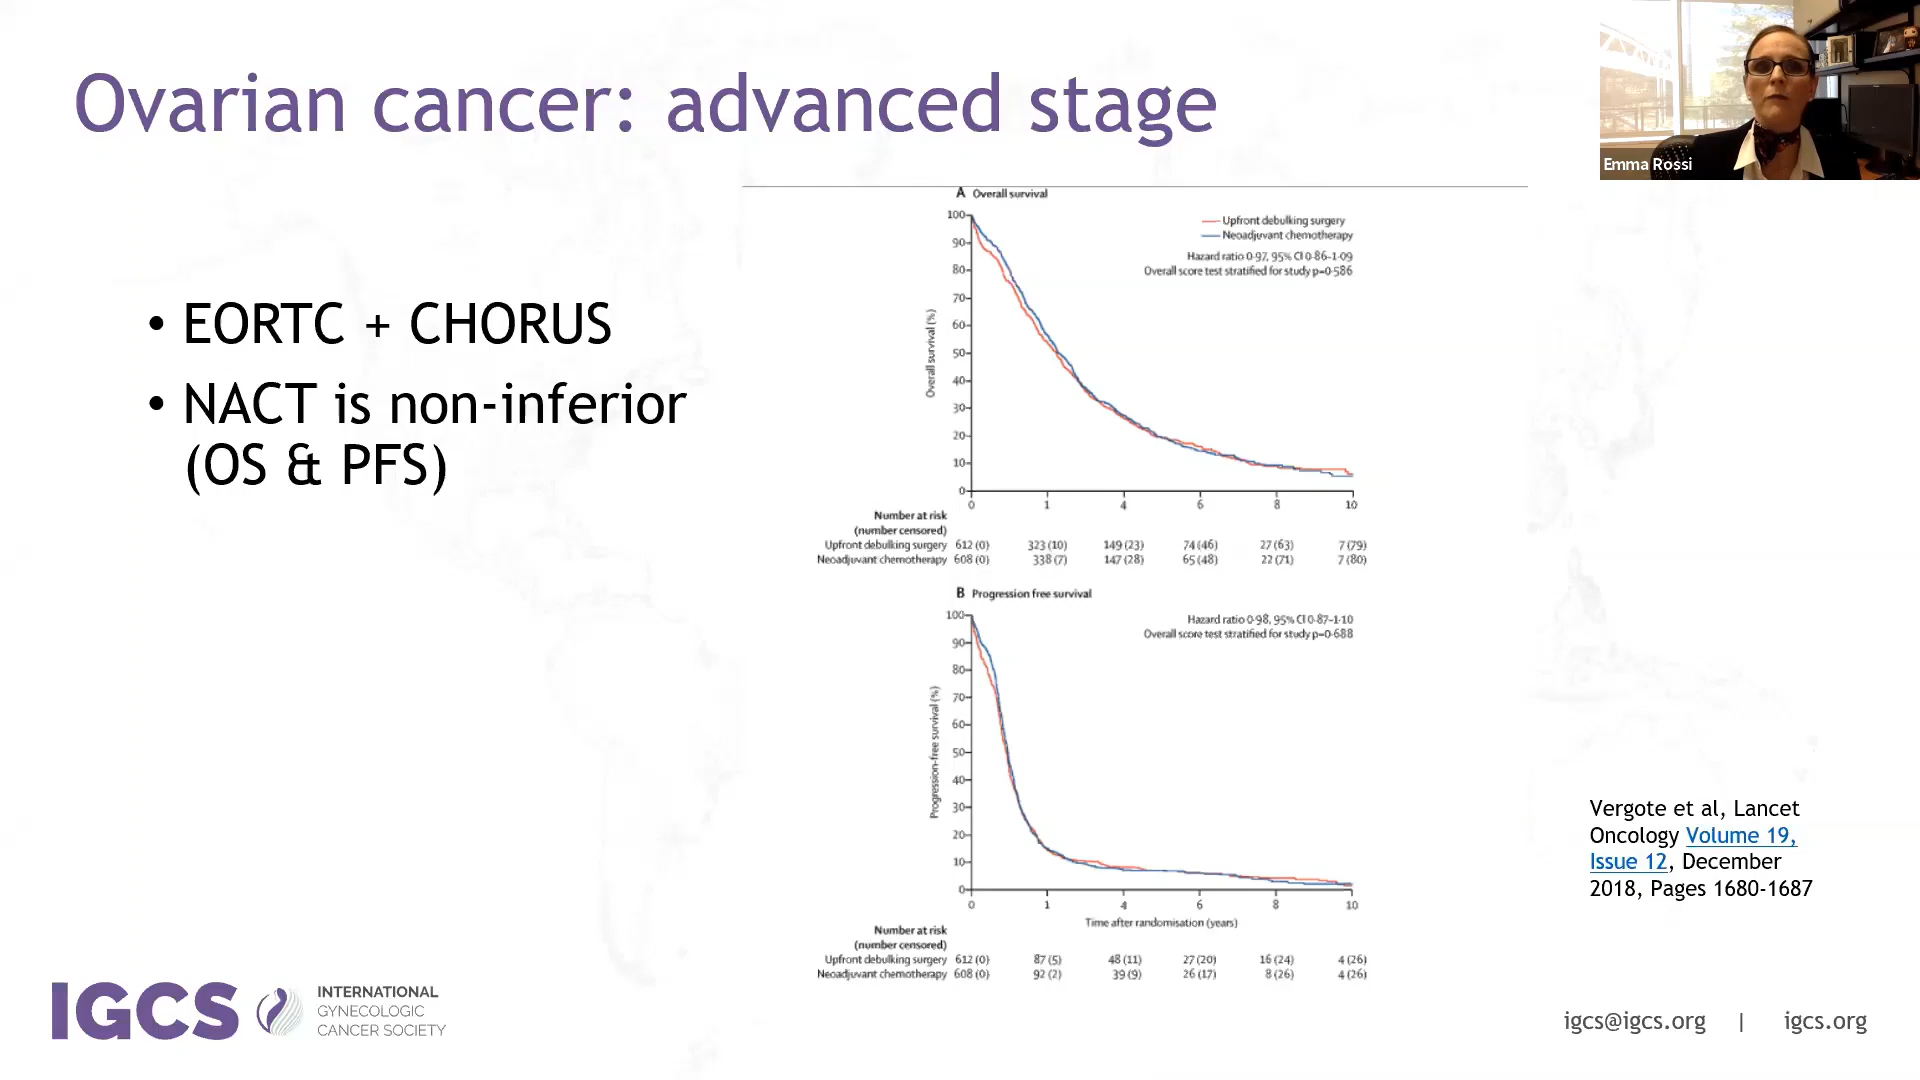 Ovarian cancer: advanced stage
Emma Rossi
• EORTC + CHORUS
• NACT is non-inferior
(OS & PFS)
A Overall survival
Upfront debulking surgery
Neoadjuvant chemotherapy
Hazard ratio 0·97, 95% CI 0·86–1·09
Overall score test stratified for study p=0·586
Overall survival (%)
100
90
80
70
60
50
40
30
20
10
0
0 1 4 6 8 10
Number at risk
(number censored)
Upfront debulking surgery 612 (0) 323 (10) 149 (23) 74 (46) 27 (63) 7 (79)
Neoadjuvant chemotherapy 608 (0) 338 (7) 147 (28) 65 (48) 22 (71) 7 (80)
B Progression free survival
Hazard ratio 0·98, 95% CI 0·87–1·10
Overall score test stratified for study p=0·688
Progression-free survival (%)
100
90
80
70
60
50
40
30
20
10
0
0 1 4 6 8 10
Time after randomisation (years)
Number at risk
(number censored)
Upfront debulking surgery 612 (0) 87 (5) 48 (11) 27 (20) 16 (24) 4 (26)
Neoadjuvant chemotherapy 608 (0) 92 (2) 39 (9) 26 (17) 8 (26) 4 (26)
Vergote et al, Lancet
Oncology Volume 19,
Issue 12, December
2018, Pages 1680-1687
IGCS
INTERNATIONAL
GYNECOLOGIC
CANCER SOCIETY
igcs@igcs.org | igcs.org